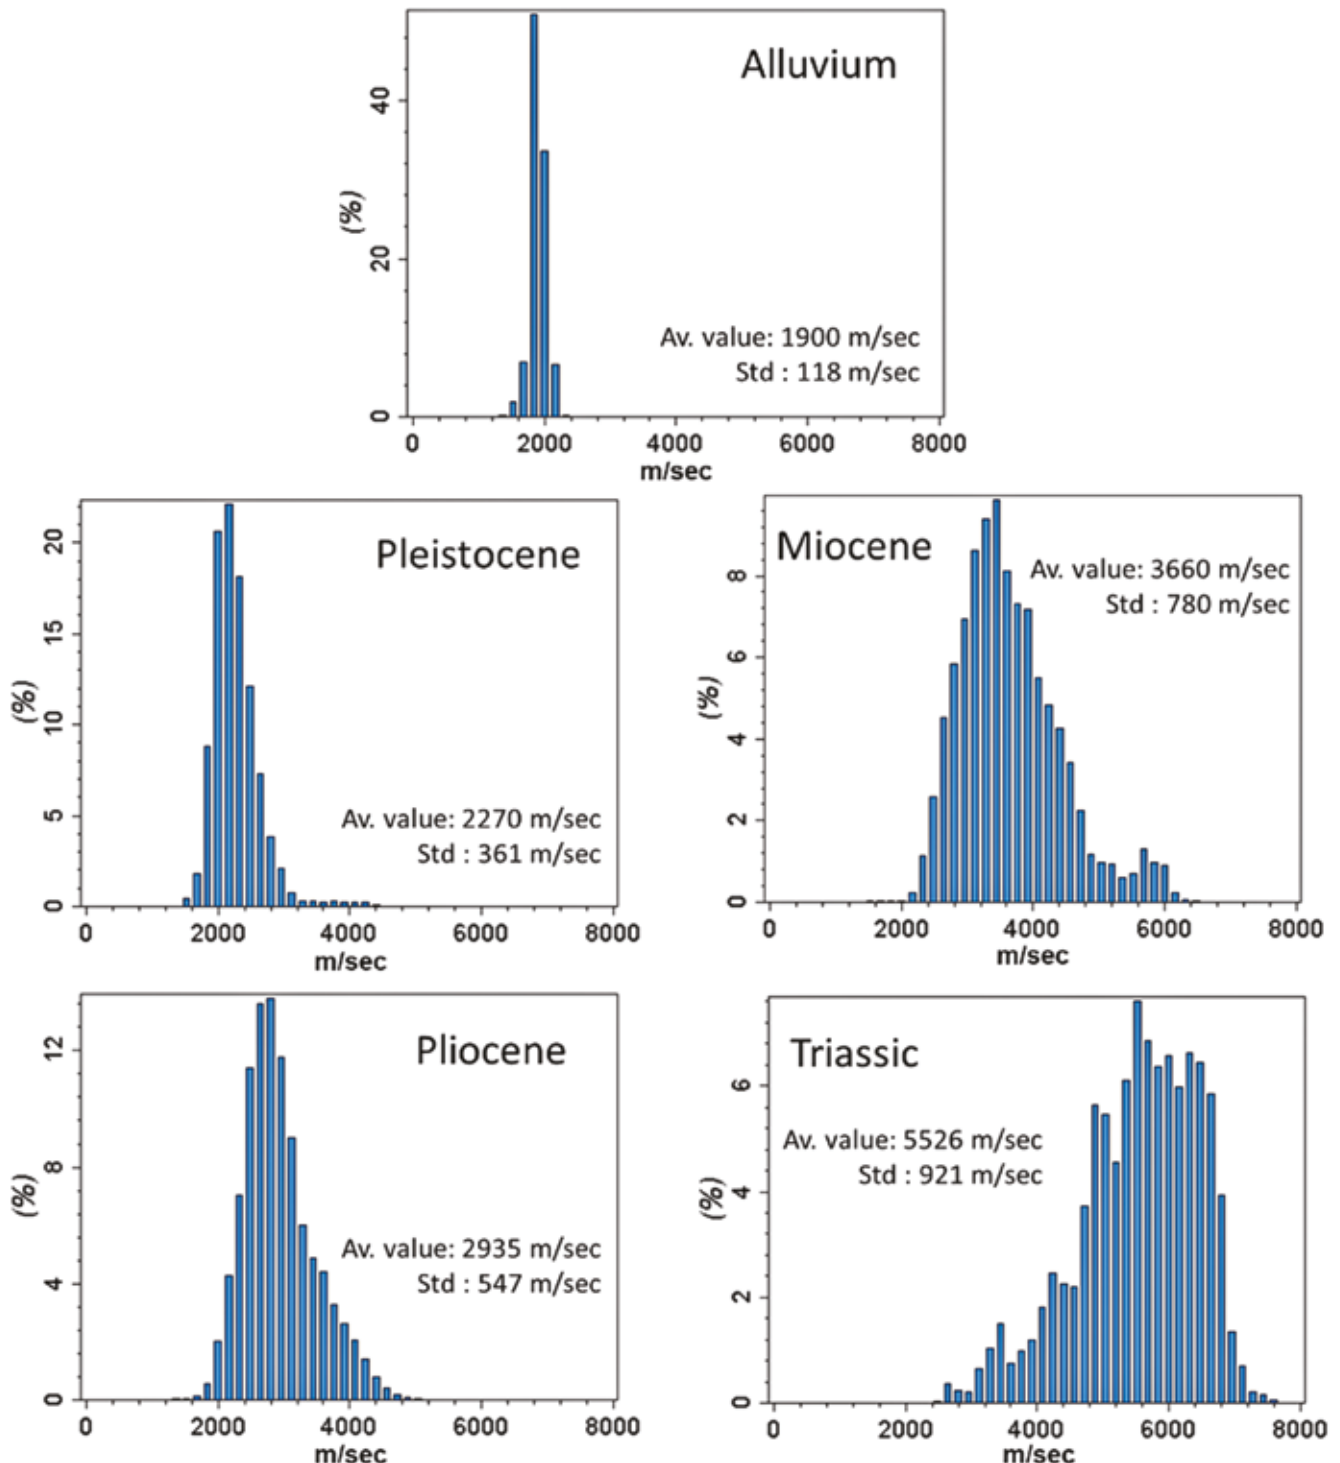 Alluvium
40
20
0
(%)
Av. value: 1900 m/sec
Std : 118 m/sec
0 2000 4000 6000 8000
m/sec
Pleistocene
20
15
10
5
0
(%)
Av. value: 2270 m/sec
Std : 361 m/sec
0 2000 4000 6000 8000
m/sec
Miocene
Av. value: 3660 m/sec
Std : 780 m/sec
8
6
4
2
0
(%)
0 2000 4000 6000 8000
m/sec
Pliocene
12
8
4
0
(%)
Av. value: 2935 m/sec
Std : 547 m/sec
0 2000 4000 6000 8000
m/sec
Triassic
Av. value: 5526 m/sec
Std : 921 m/sec
6
4
2
0
(%)
0 2000 4000 6000 8000
m/sec